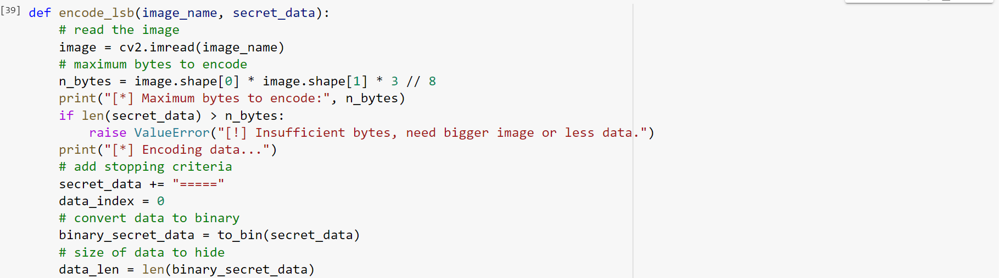 [39] def encode_lsb(image_name, secret_data):
    # read the image
    image = cv2.imread(image_name)
    # maximum bytes to encode
    n_bytes = image.shape[0] * image.shape[1] * 3 // 8
    print("[*] Maximum bytes to encode:", n_bytes)
    if len(secret_data) > n_bytes:
        raise ValueError("[!] Insufficient bytes, need bigger image or less data.")
    print("[*] Encoding data...")
    # add stopping criteria
    secret_data += "====="
    data_index = 0
    # convert data to binary
    binary_secret_data = to_bin(secret_data)
    # size of data to hide
    data_len = len(binary_secret_data)